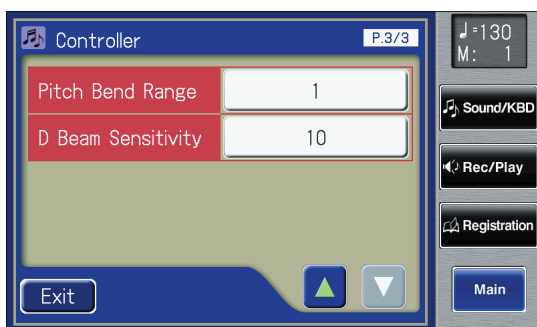 Controller
P.3/3
♩=130
M: 1
Pitch Bend Range
1
D Beam Sensitivity
10
Sound/KBD
Rec/Play
Registration
Exit
Main